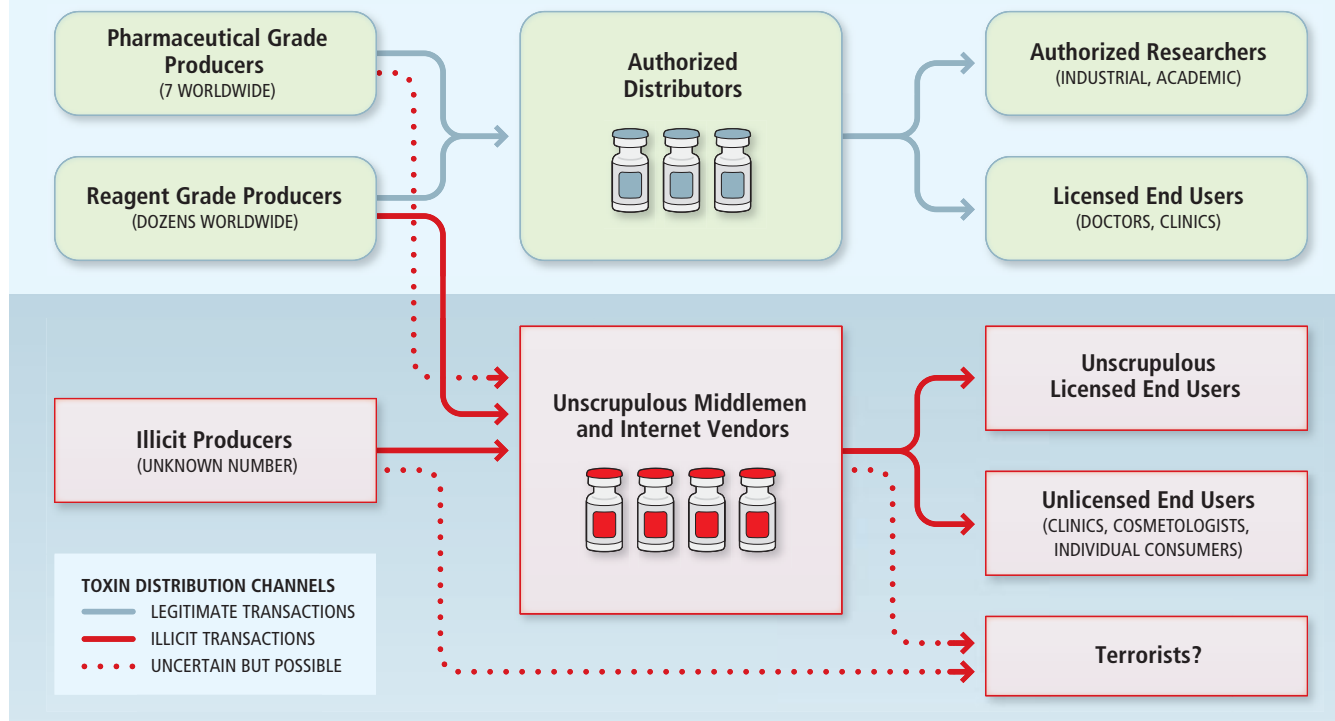 Pharmaceutical Grade
Producers
(7 WORLDWIDE)
Authorized
Distributors
Authorized Researchers
(INDUSTRIAL, ACADEMIC)
Reagent Grade Producers
(DOZENS WORLDWIDE)
Licensed End Users
(DOCTORS, CLINICS)
Illicit Producers
(UNKNOWN NUMBER)
Unscrupulous Middlemen
and Internet Vendors
Unscrupulous
Licensed End Users
Unlicensed End Users
(CLINICS, COSMETOLOGISTS,
INDIVIDUAL CONSUMERS)
Terrorists?
TOXIN DISTRIBUTION CHANNELS
LEGITIMATE TRANSACTIONS
ILLICIT TRANSACTIONS
UNCERTAIN BUT POSSIBLE